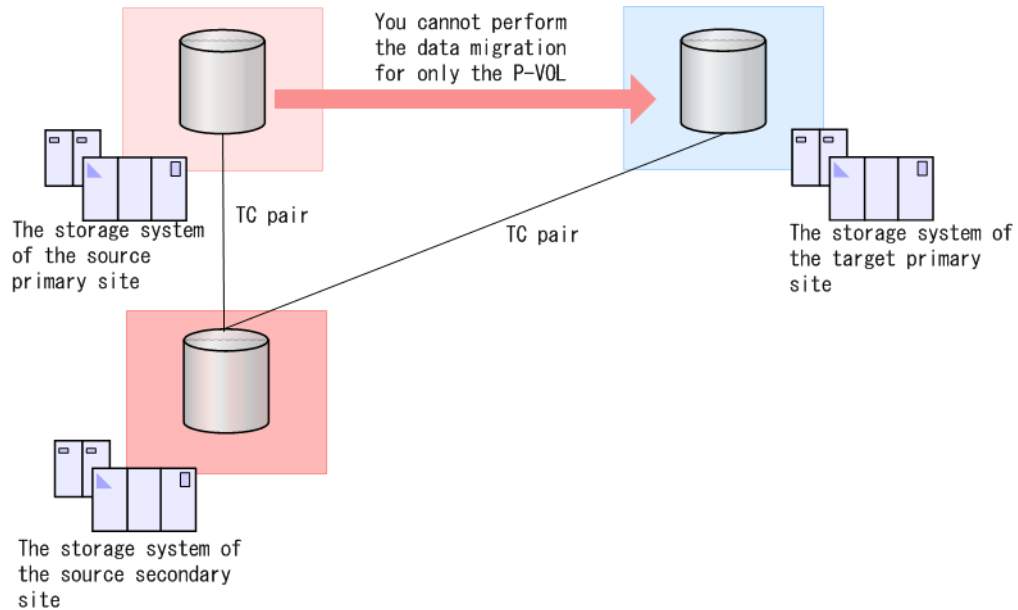 You cannot perform
the data migration
for only the P-VOL
The storage system
of the source
primary site
TC pair
TC pair
The storage system of
the target primary
site
The storage system of
the source secondary
site